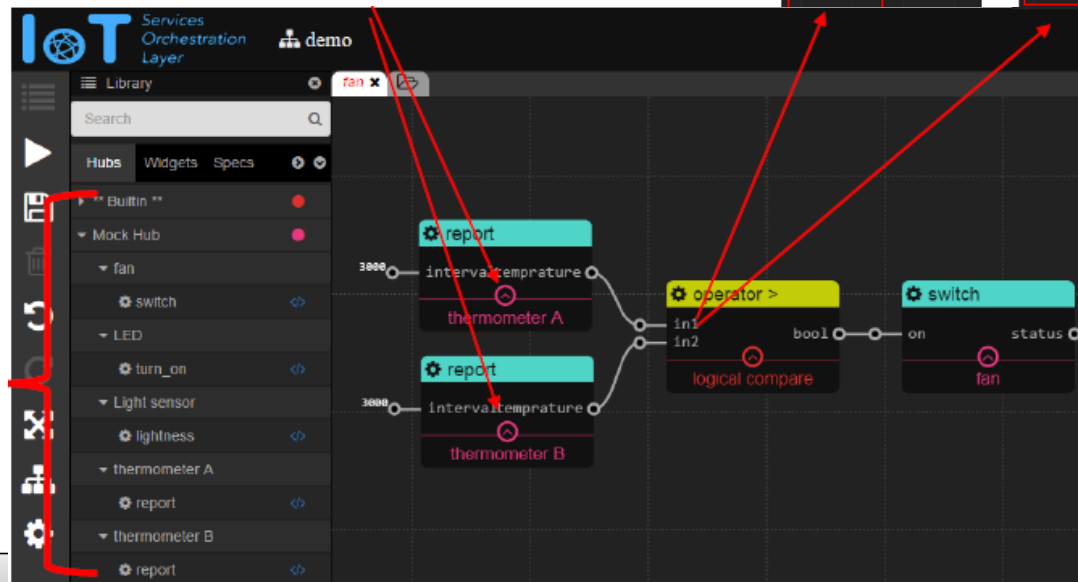 IoT Services
Orchestration
Layer
demo
Library
fan
Search
Hubs Widgets Specs
** Builtin **
Mock Hub
fan
switch </>
LED
turn_on </>
Light sensor
lightness </>
thermometer A
report </>
thermometer B
report </>
report
3000 interval temprature
thermometer A
report
3000 interval temprature
thermometer B
operator >
in1
in2
bool
logical compare
switch
on status
fan